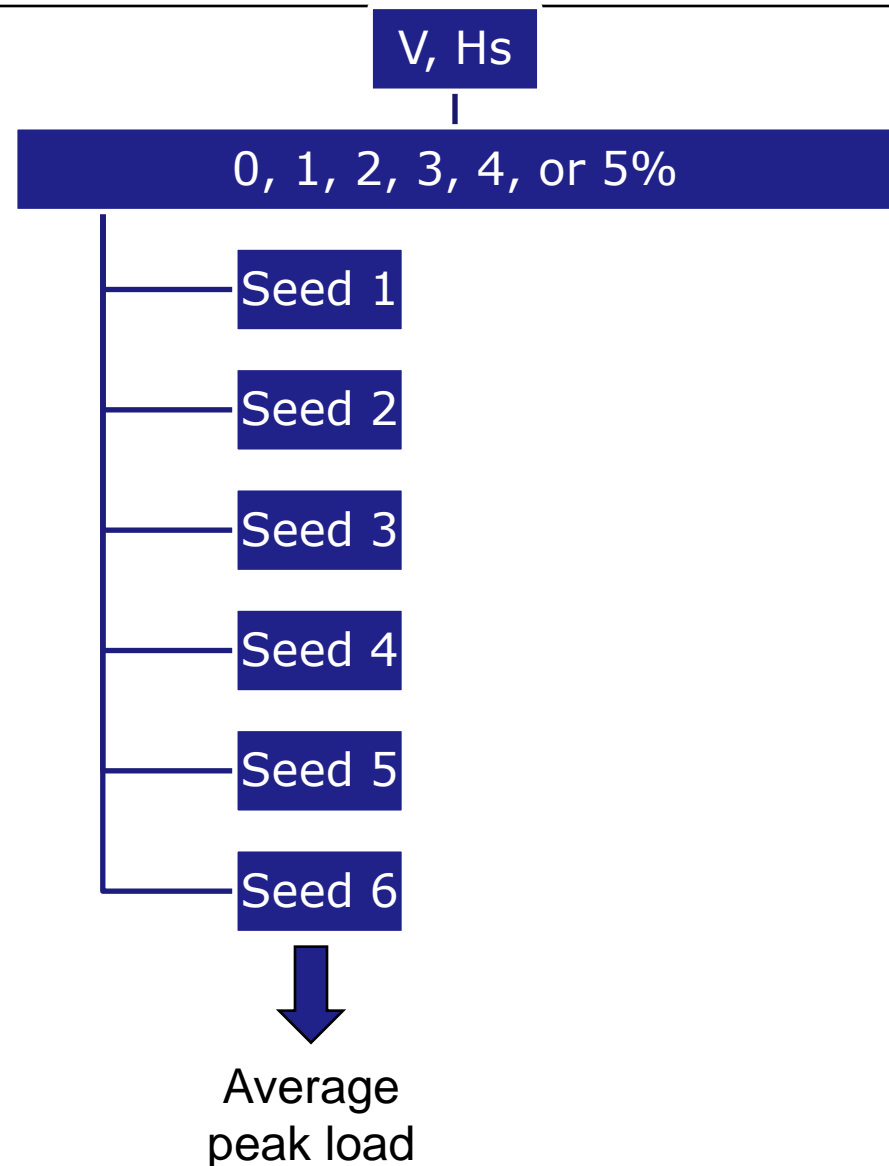 V, Hs
0, 1, 2, 3, 4, or 5%
Seed 1
Seed 2
Seed 3
Seed 4
Seed 5
Seed 6
Average
peak load